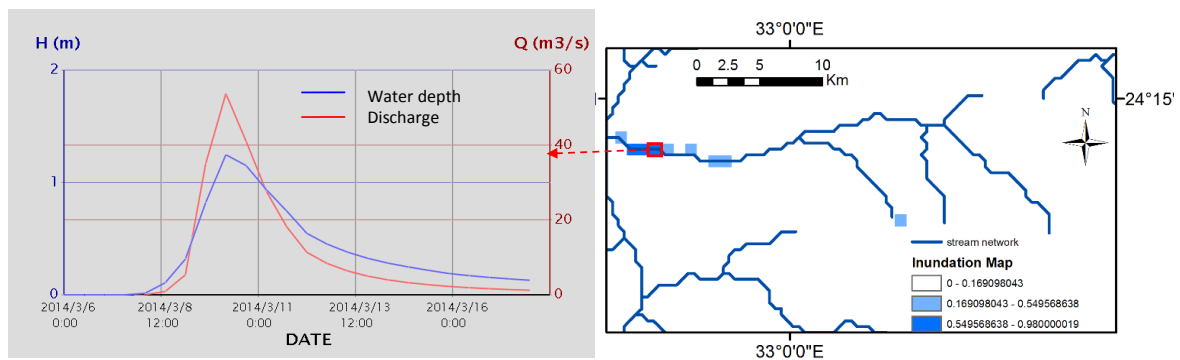 H (m)
Q (m3/s)
2
60
Water depth
Discharge
40
1
20
0
0
2014/3/6
0:00
2014/3/8
12:00
2014/3/11
0:00
2014/3/13
12:00
2014/3/16
0:00
DATE
33°0'0"E
0 2.5 5 10
Km
24°15'
N
stream network
Inundation Map
0 - 0.169098043
0.169098043 - 0.549568638
0.549568638 - 0.980000019
33°0'0"E